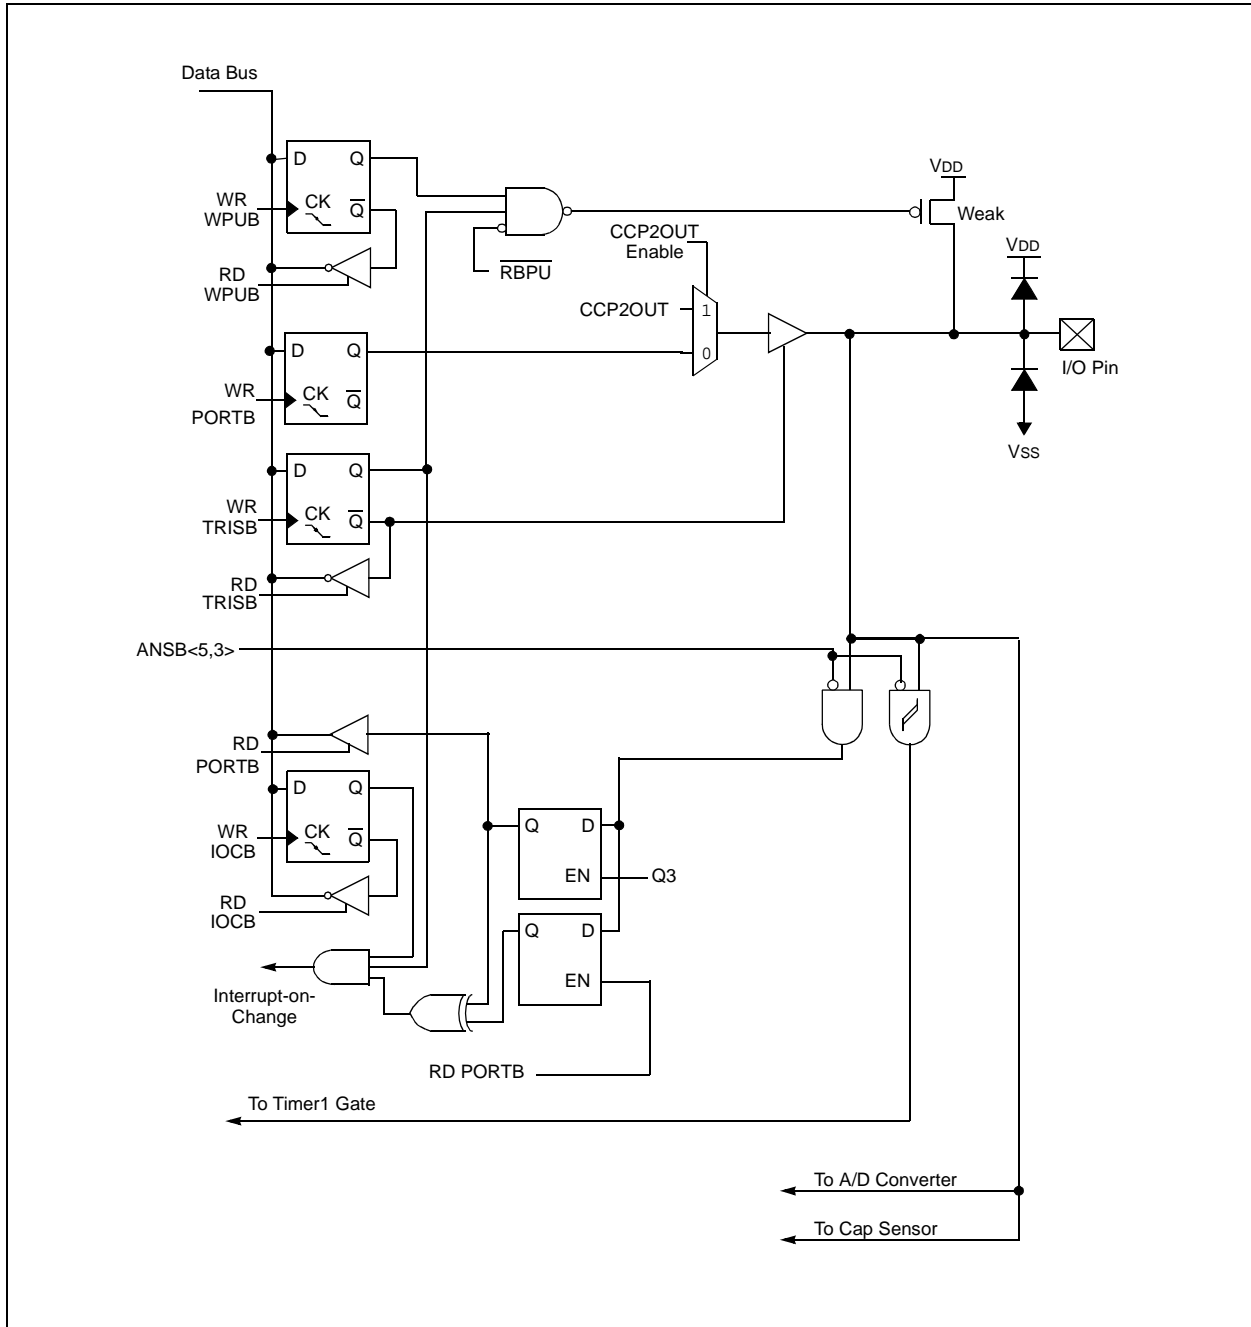 Data Bus
D Q
WR
WPUB
CK Q̅
RD
WPUB
R̅B̅P̅U̅
CCP2OUT
Enable
CCP2OUT
1
0
VDD
Weak
VDD
I/O Pin
VSS
D Q
WR
PORTB
CK Q̅
D Q
WR
TRISB
CK Q̅
RD
TRISB
ANSB<5,3>
RD
PORTB
D Q
WR
IOCB
CK Q̅
RD
IOCB
Q D
EN
Q3
Q D
EN
Interrupt-on-
Change
RD PORTB
To Timer1 Gate
To A/D Converter
To Cap Sensor